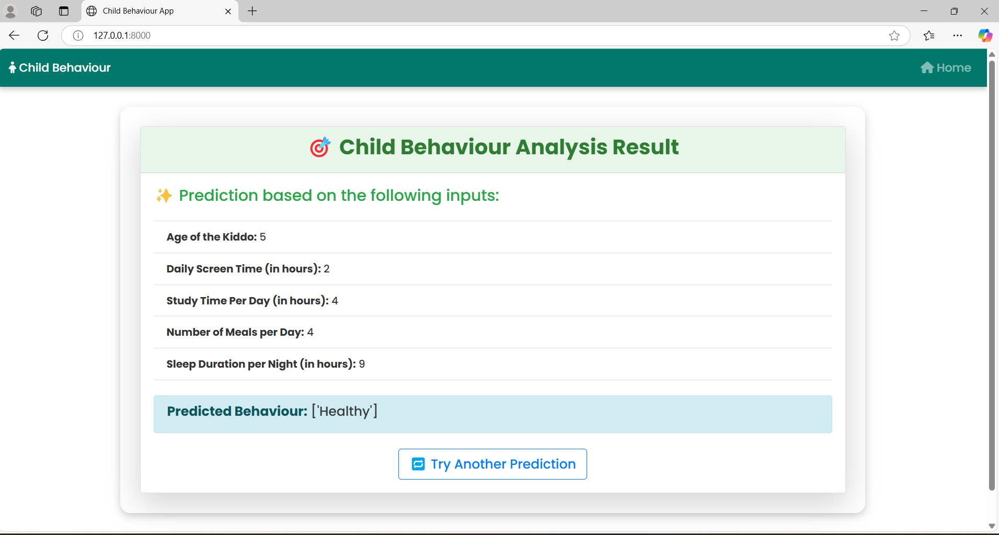 Child Behaviour App
127.0.0.1:8000
Child Behaviour
Home
Child Behaviour Analysis Result
Prediction based on the following inputs:
Age of the Kiddo: 5
Daily Screen Time (in hours): 2
Study Time Per Day (in hours): 4
Number of Meals per Day: 4
Sleep Duration per Night (in hours): 9
Predicted Behaviour: ['Healthy']
Try Another Prediction